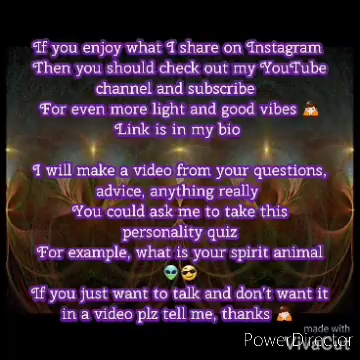 If you enjoy what I share on Instagram
Then you should check out my YouTube
channel and subscribe
For even more light and good vibes 🙏
Link is in my bio
I will make a video from your questions,
advice, anything really
You could ask me to take this
personality quiz
For example, what is your spirit animal
👽😎
If you just want to talk and don't want it
in a video plz tell me, thanks 🙏
made with
PowerDirector
VivaCut